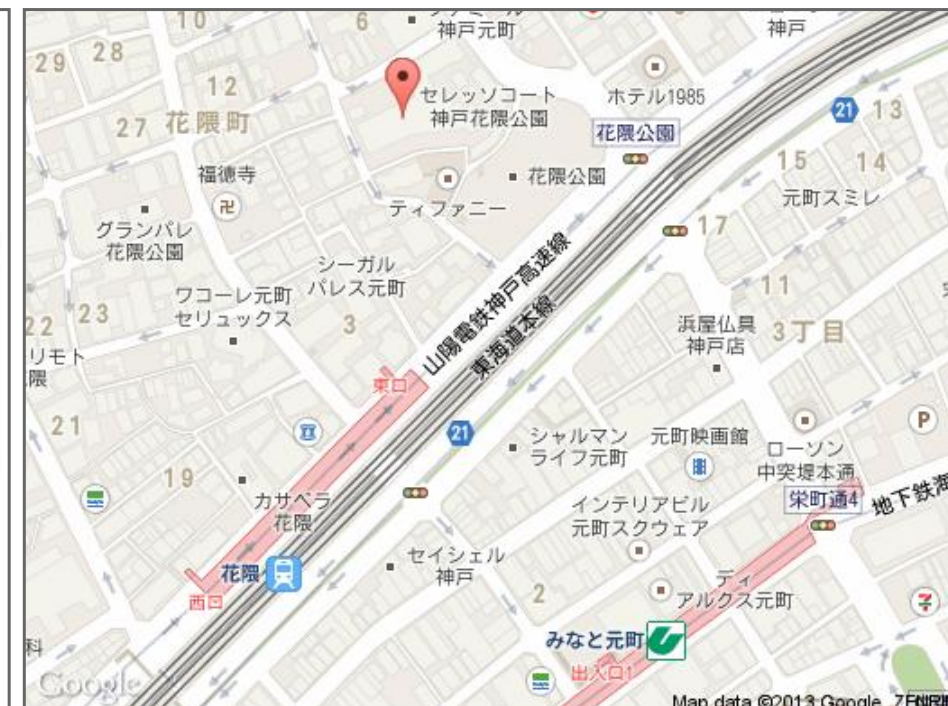 10
6
神戸元町
神戸
29
28
12
セレッソコート
神戸花隈公園
ホテル1985
21
13
27
花隈町
花隈公園
福徳寺
15
14
卍
花隈公園
元町スミレ
ティファニー
グランパレ
花隈公園
17
シーガル
パレス元町
山陽電鉄神戸高速線
東海道本線
11
ワコーレ元町
セリュックス
22
23
3
浜屋仏具
神戸店
3丁目
リモト
隈
東口
21
21
シャルマン
ライフ元町
元町映画館
ローソン
中突堤本通
P
19
栄町通4
カサベラ
花隈
インテリアビル
元町スクウェア
地下鉄海
セイシェル
神戸
花隈
2
ディ
アルクス元町
西口
7
科
みなと元町
出入口1
Google
Map data ©2013 Google, ZENRIN